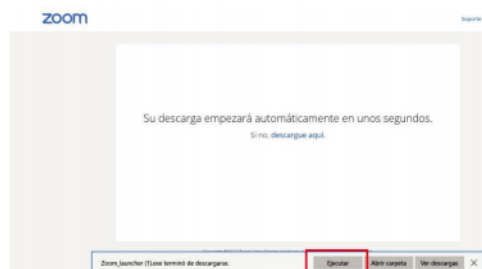 zoom
Soporte
Su descarga empezará automáticamente en unos segundos.
Si no, descargue aquí.
Zoom_launcher (1).exe terminó de descargarse.
Ejecutar
Abrir carpeta
Ver descargas